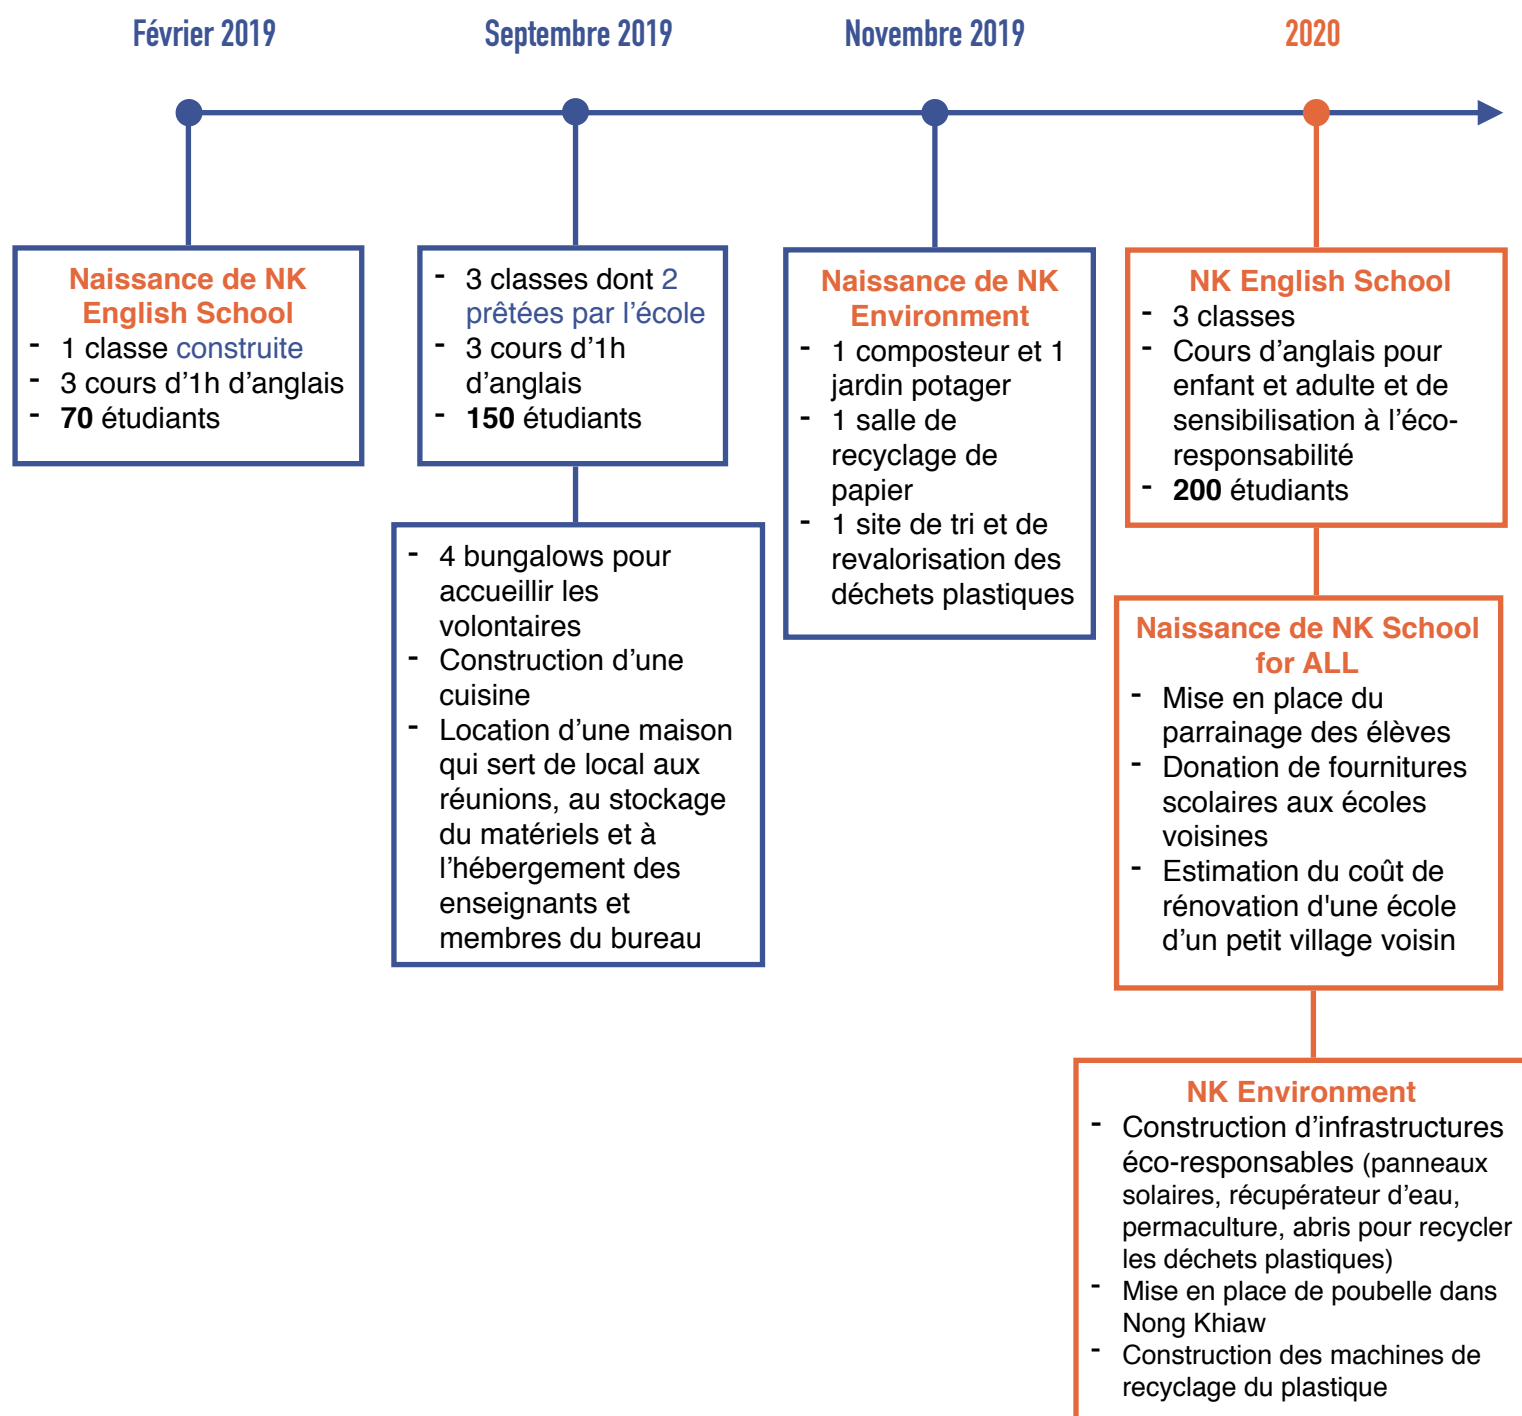 Février 2019
Septembre 2019
Novembre 2019
2020
Naissance de NK
English School
- 1 classe construite
- 3 cours d’1h d’anglais
- 70 étudiants
- 3 classes dont 2
prêtées par l’école
- 3 cours d’1h
d’anglais
- 150 étudiants
- 4 bungalows pour
accueillir les
volontaires
- Construction d’une
cuisine
- Location d’une maison
qui sert de local aux
réunions, au stockage
du matériels et à
l’hébergement des
enseignants et
membres du bureau
Naissance de NK
Environment
- 1 composteur et 1
jardin potager
- 1 salle de
recyclage de
papier
- 1 site de tri et de
revalorisation des
déchets plastiques
NK English School
- 3 classes
- Cours d’anglais pour
enfant et adulte et de
sensibilisation à l’éco-
responsabilité
- 200 étudiants
Naissance de NK School
for ALL
- Mise en place du
parrainage des élèves
- Donation de fournitures
scolaires aux écoles
voisines
- Estimation du coût de
rénovation d'une école
d’un petit village voisin
NK Environment
- Construction d’infrastructures
éco-responsables (panneaux
solaires, récupérateur d’eau,
permaculture, abris pour recycler
les déchets plastiques)
- Mise en place de poubelle dans
Nong Khiaw
- Construction des machines de
recyclage du plastique